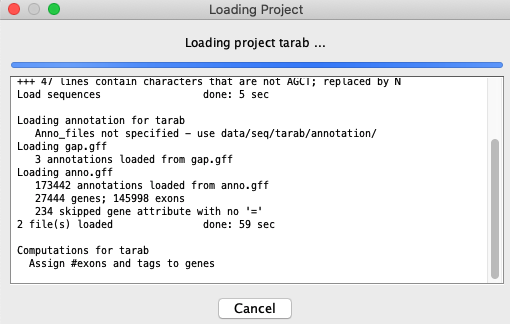 Loading Project
Loading project tarab ...
+++ 47 lines contain characters that are not AGCT; replaced by N
Load sequences done: 5 sec
Loading annotation for tarab
Anno_files not specified - use data/seq/tarab/annotation/
Loading gap.gff
3 annotations loaded from gap.gff
Loading anno.gff
173442 annotations loaded from anno.gff
27444 genes; 145998 exons
234 skipped gene attribute with no '='
2 file(s) loaded done: 59 sec
Computations for tarab
Assign #exons and tags to genes
Cancel